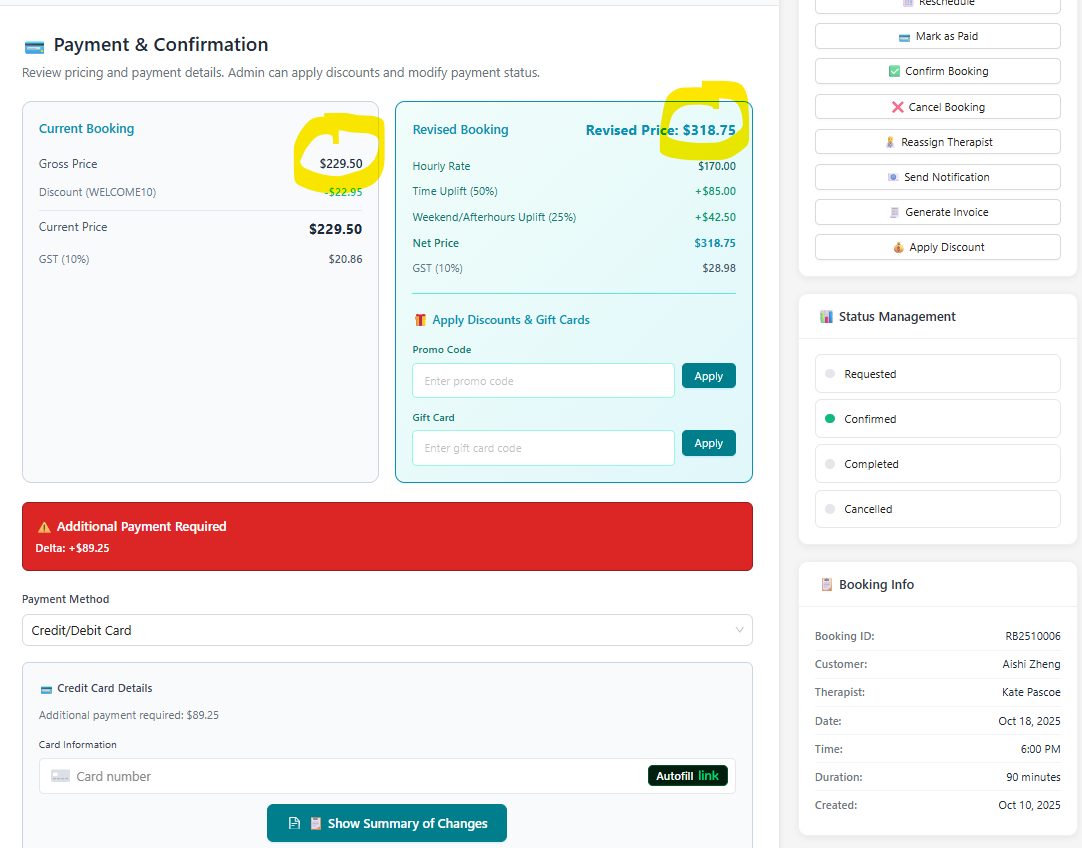 Payment & Confirmation
Review pricing and payment details. Admin can apply discounts and modify payment status.
Current Booking
Gross Price $229.50
Discount (WELCOME10) -$22.95
Current Price $229.50
GST (10%) $20.86
Revised Booking Revised Price: $318.75
Hourly Rate $170.00
Time Uplift (50%) +$85.00
Weekend/Afterhours Uplift (25%) +$42.50
Net Price $318.75
GST (10%) $28.98
Apply Discounts & Gift Cards
Promo Code
Enter promo code Apply
Gift Card
Enter gift card code Apply
Additional Payment Required
Delta: +$89.25
Payment Method
Credit/Debit Card
Credit Card Details
Additional payment required: $89.25
Card Information
Card number Autofill link
Show Summary of Changes
Reschedule
Mark as Paid
Confirm Booking
Cancel Booking
Reassign Therapist
Send Notification
Generate Invoice
Apply Discount
Status Management
Requested
Confirmed
Completed
Cancelled
Booking Info
Booking ID: RB2510006
Customer: Aishi Zheng
Therapist: Kate Pascoe
Date: Oct 18, 2025
Time: 6:00 PM
Duration: 90 minutes
Created: Oct 10, 2025